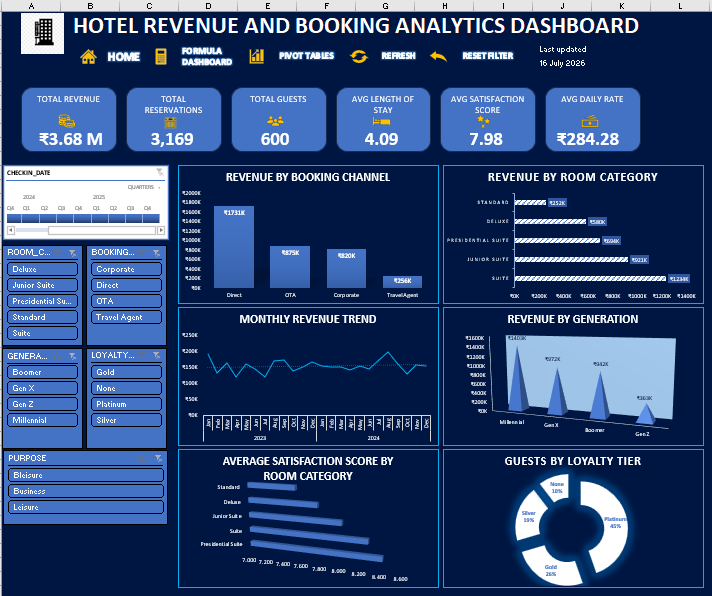 A B C D E F G H I J K L
HOTEL REVENUE AND BOOKING ANALYTICS DASHBOARD
HOME
FORMULA
DASHBOARD
PIVOT TABLES
REFRESH
RESET FILTER
Last updated
16 July 2026
TOTAL REVENUE
₹3.68 M
TOTAL
RESERVATIONS
3,169
TOTAL GUESTS
600
AVG LENGTH OF
STAY
4.09
AVG SATISFACTION
SCORE
7.98
AVG DAILY RATE
₹284.28
CHECKIN_DATE
QUARTERS
2024 2025
Q4 Q1 Q2 Q3 Q4 Q1 Q2 Q3 Q4
ROOM_C...
Deluxe
Junior Suite
Presidential Su...
Standard
Suite
BOOKING...
Corporate
Direct
OTA
Travel Agent
GENERA...
Boomer
Gen X
Gen Z
Millennial
LOYALTY...
Gold
None
Platinum
Silver
PURPOSE
Bleisure
Business
Leisure
REVENUE BY BOOKING CHANNEL
₹2000K
₹1800K
₹1600K
₹1400K
₹1200K
₹1000K
₹800K
₹600K
₹400K
₹200K
₹0K
₹1731K
₹875K
₹820K
₹256K
Direct OTA Corporate Travel Agent
REVENUE BY ROOM CATEGORY
STANDARD ₹252K
DELUXE ₹580K
PRESIDENTIAL SUITE ₹694K
JUNIOR SUITE ₹921K
SUITE ₹1234K
₹0K ₹200K ₹400K ₹600K ₹800K ₹1000K ₹1200K ₹1400K
MONTHLY REVENUE TREND
₹250K
₹200K
₹150K
₹100K
₹50K
₹0K
Jan Feb Mar Apr May Jun Jul Aug Sep Oct Nov Dec Jan Feb Mar Apr May Jun Jul Aug Sep Oct Nov Dec
2023 2024
REVENUE BY GENERATION
₹1600K
₹1400K
₹1200K
₹1000K
₹800K
₹600K
₹400K
₹200K
₹0K
₹1403K
₹972K
₹942K
₹363K
Millennial
Gen X
Boomer
Gen Z
AVERAGE SATISFACTION SCORE BY
ROOM CATEGORY
Standard
Deluxe
Junior Suite
Suite
Presidential Suite
7.000 7.200 7.400 7.600 7.800 8.000 8.200 8.400 8.600
GUESTS BY LOYALTY TIER
None
10%
Silver
19%
Platinum
45%
Gold
26%